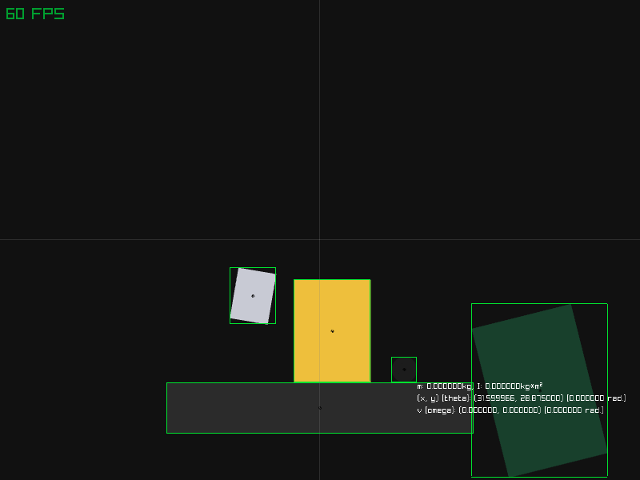 60 FPS
m: 0.000000kg, I: 0.000000kg*m²
(x, y) [theta] (31.999966, 28.875000) [0.000000 rad.]
v [omega] (0.000000, 0.000000) [0.000000 rad.]